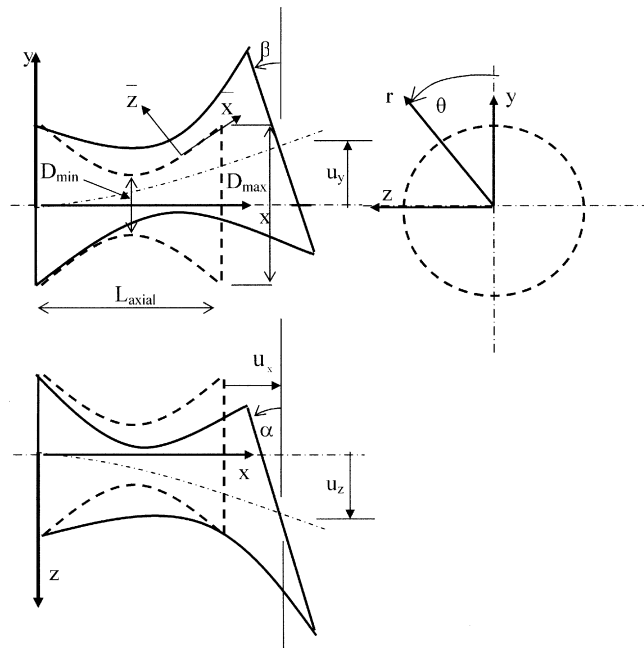 y
β
z̄
x̄
D_min
D_max
u_y
x
L_axial
r
θ
y
z
u_x
α
x
u_z
z